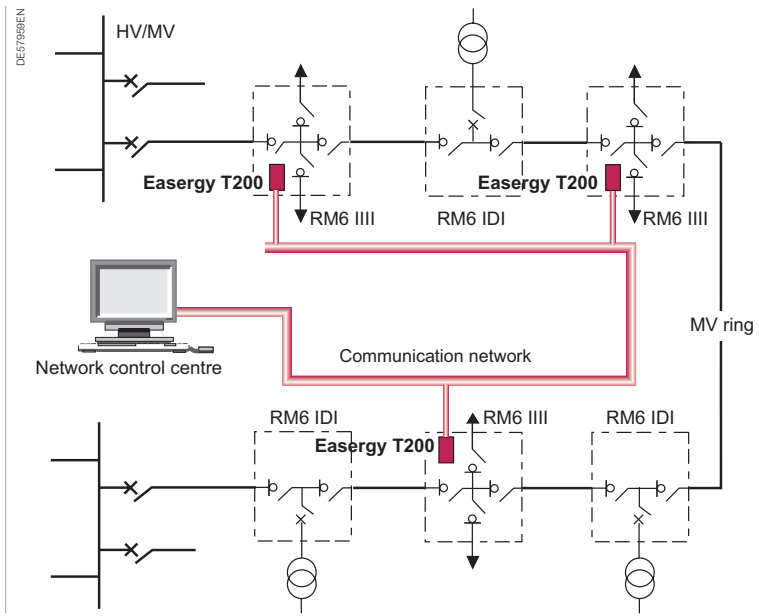 DE57959EN
HV/MV
Easergy T200
Easergy T200
RM6 IIII
RM6 IDI
RM6 IIII
MV ring
Network control centre
Communication network
RM6 IDI
RM6 IIII
RM6 IDI
Easergy T200